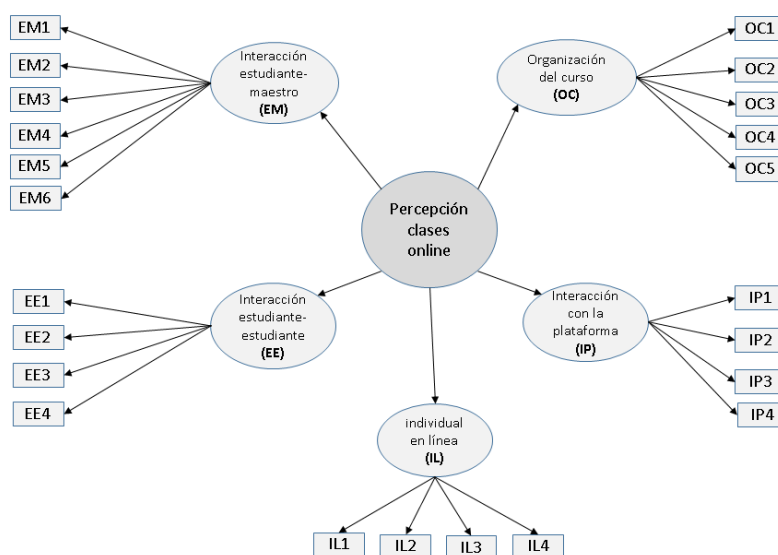 EM1
EM2
EM3
EM4
EM5
EM6
Interacción
estudiante-
maestro
(EM)
Organización
del curso
(OC)
OC1
OC2
OC3
OC4
OC5
Percepción
clases
online
EE1
EE2
EE3
EE4
Interacción
estudiante-
estudiante
(EE)
Interacción
con la
plataforma
(IP)
IP1
IP2
IP3
IP4
individual
en línea
(IL)
IL1
IL2
IL3
IL4